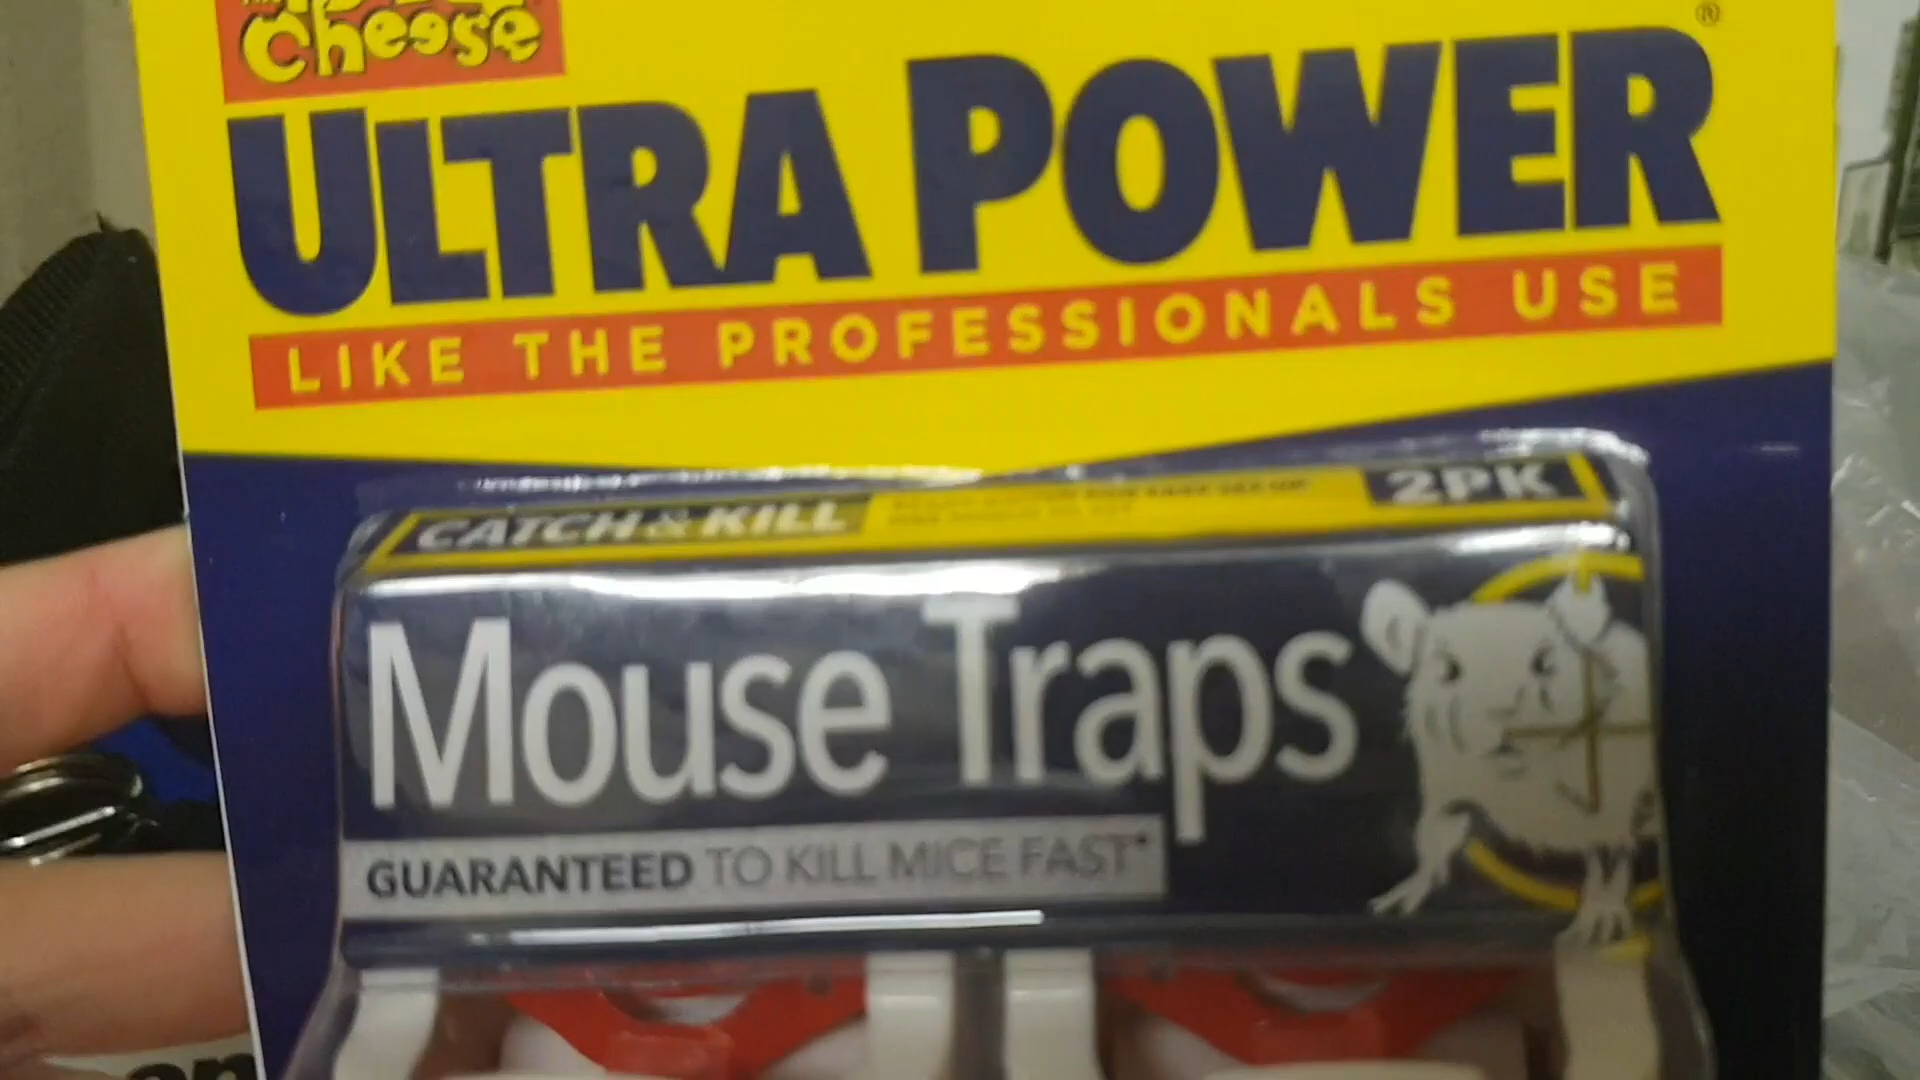 Cheese
®
ULTRA POWER
LIKE THE PROFESSIONALS USE
CATCH & KILL
2PK
Mouse Traps
GUARANTEED TO KILL MICE FAST*